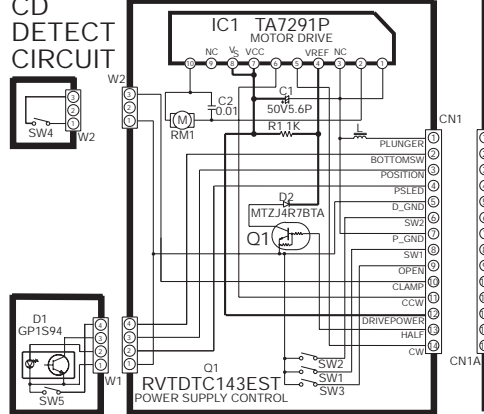 CD
DETECT
CIRCUIT
IC1 TA7291P
MOTOR DRIVE
NC VS VCC VREF NC
10 9 8 7 6 5 4 3 2 1
W2
3
2
1
SW4
W2
3
2
1
M
RM1
C2
0.01
C1
50V5.6P
R1 1K
L
CN1
PLUNGER 1
BOTTOMSW 2
POSITION 3
PSLED 4
D_GND 5
SW2 6
P_GND 7
SW1 8
OPEN 9
CLAMP 10
CCW 11
DRIVEPOWER 12
HALF 13
CW 14
CN1A
D2
MTZJ4R7BTA
Q1
D1
GP1S94
4
3
2
1
SW5
W1
4
3
2
1
Q1
RVTDTC143EST
POWER SUPPLY CONTROL
SW2
SW1
SW3